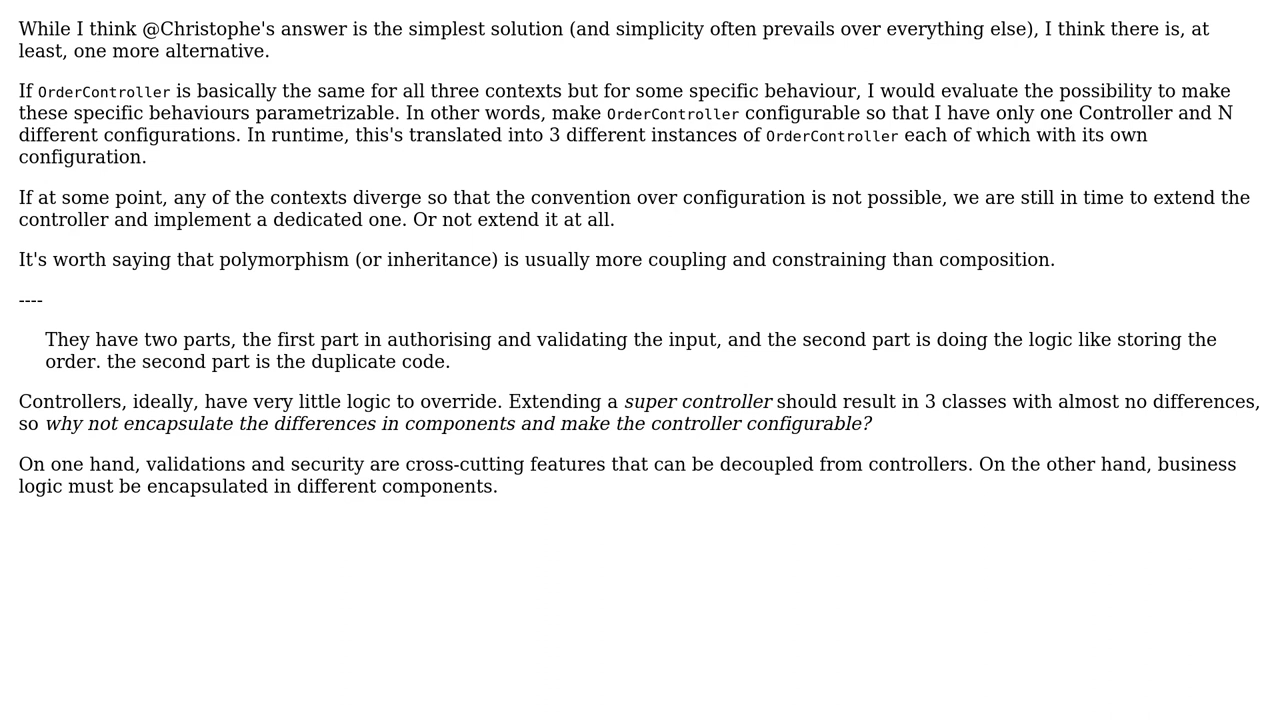 While I think @Christophe's answer is the simplest solution (and simplicity often prevails over everything else), I think there is, at
least, one more alternative.
If OrderController is basically the same for all three contexts but for some specific behaviour, I would evaluate the possibility to make
these specific behaviours parametrizable. In other words, make OrderController configurable so that I have only one Controller and N
different configurations. In runtime, this's translated into 3 different instances of OrderController each of which with its own
configuration.
If at some point, any of the contexts diverge so that the convention over configuration is not possible, we are still in time to extend the
controller and implement a dedicated one. Or not extend it at all.
It's worth saying that polymorphism (or inheritance) is usually more coupling and constraining than composition.
----
They have two parts, the first part in authorising and validating the input, and the second part is doing the logic like storing the
order. the second part is the duplicate code.
Controllers, ideally, have very little logic to override. Extending a super controller should result in 3 classes with almost no differences,
so why not encapsulate the differences in components and make the controller configurable?
On one hand, validations and security are cross-cutting features that can be decoupled from controllers. On the other hand, business
logic must be encapsulated in different components.